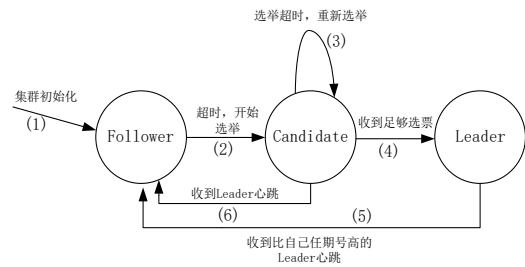 选举超时，重新选举
(3)
集群初始化
(1)
Follower
超时，开始
选举
(2)
Candidate
收到足够选票
(4)
Leader
收到Leader心跳
(6)
(5)
收到比自己任期号高的
Leader心跳